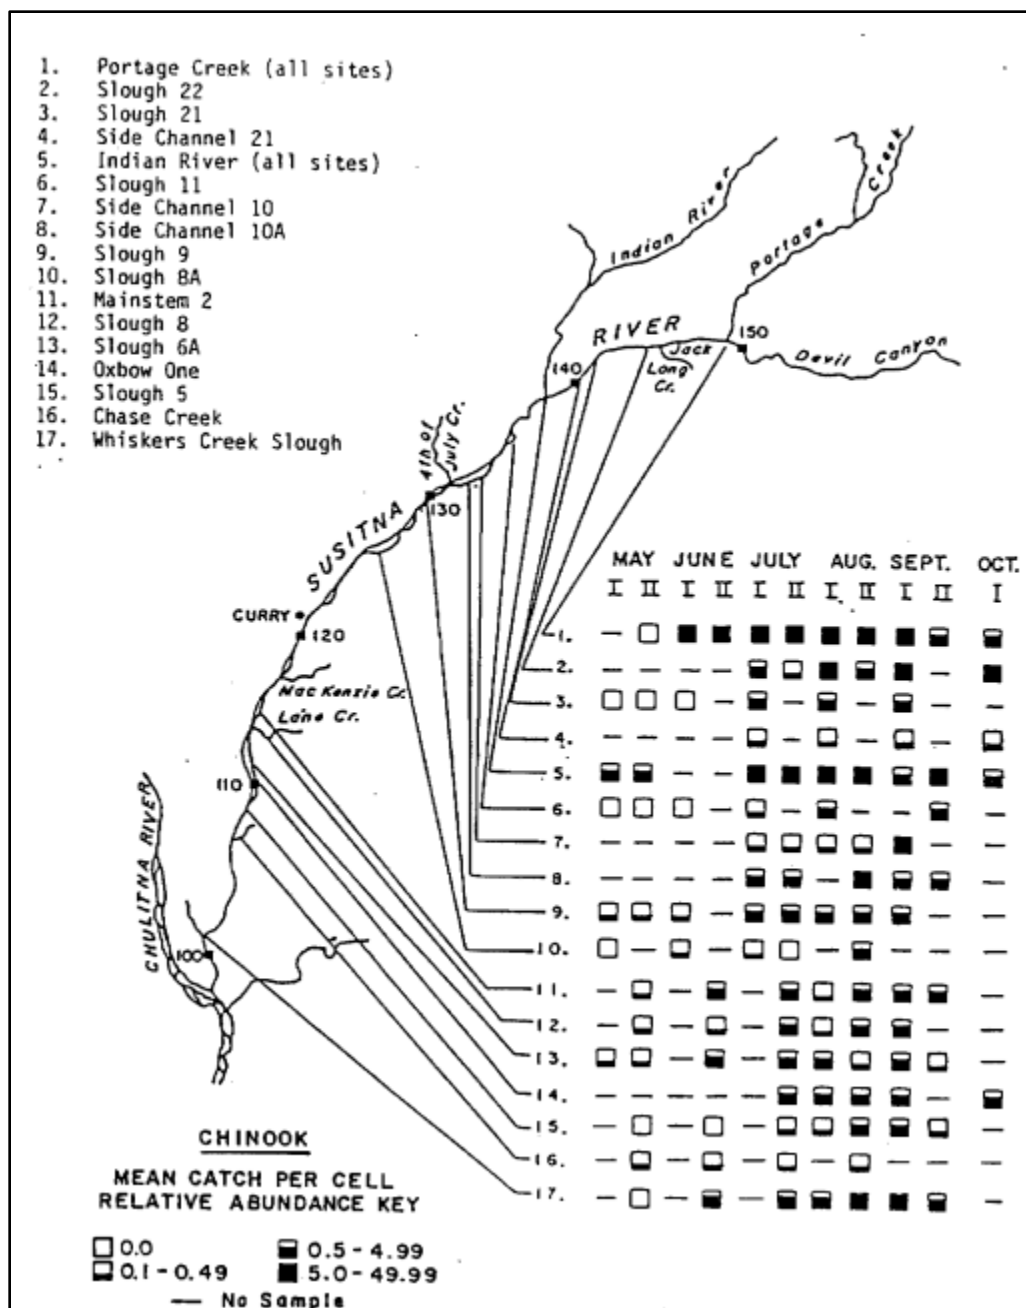 1. Portage Creek (all sites)
2. Slough 22
3. Slough 21
4. Side Channel 21
5. Indian River (all sites)
6. Slough 11
7. Side Channel 10
8. Side Channel 10A
9. Slough 9
10. Slough 8A
11. Mainstem 2
12. Slough 8
13. Slough 6A
14. Oxbow One
15. Slough 5
16. Chase Creek
17. Whiskers Creek Slough
Indian River
Portage Creek
RIVER
150
Jack
Long
Cr.
Devil Canyon
140
4th of
July Cr.
130
SUSITNA
CURRY
120
MacKenzie Cr.
Lane Cr.
110
CHULITNA RIVER
100
MAY JUNE JULY AUG. SEPT. OCT.
I II I II I II I II I II I
1.
2.
3.
4.
5.
6.
7.
8.
9.
10.
11.
12.
13.
14.
15.
16.
17.
CHINOOK
MEAN CATCH PER CELL
RELATIVE ABUNDANCE KEY
0.0 0.5 - 4.99
0.1 - 0.49 5.0 - 49.99
— No Sample